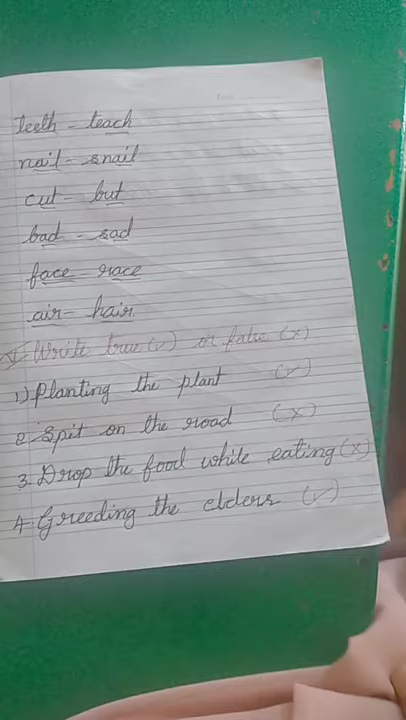 teeth - teach
nail - snail
cut - but
bad - sad
face - race
air - hair.
V Write true (✓) or false (x)
1) Planting the plant (✓)
2. Spit on the road (x)
3. Drop the food while eating (x)
4. Greeding the elders (✓)